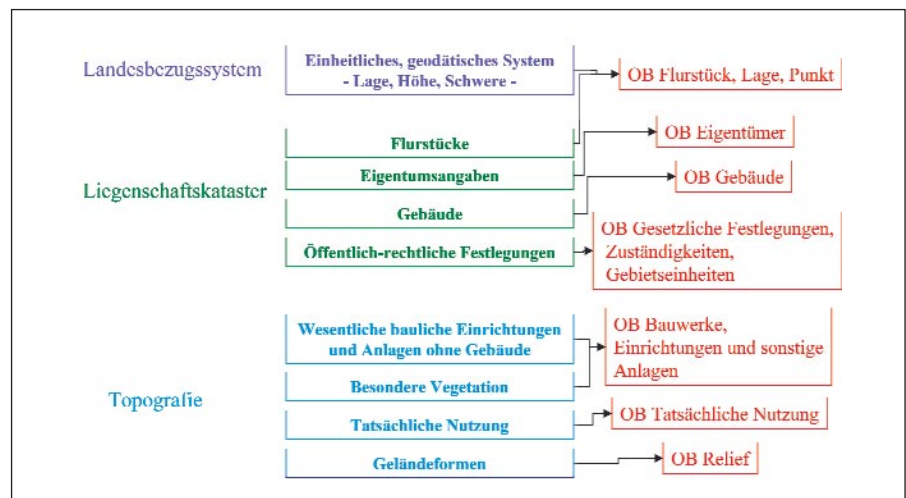 Landesbezugssystem
Einheitliches, geodätisches System
- Lage, Höhe, Schwere -
OB Flurstück, Lage, Punkt
Liegenschaftskataster
Flurstücke
Eigentumsangaben
OB Eigentümer
Gebäude
OB Gebäude
Öffentlich-rechtliche Festlegungen
OB Gesetzliche Festlegungen,
Zuständigkeiten,
Gebietseinheiten
Topografie
Wesentliche bauliche Einrichtungen
und Anlagen ohne Gebäude
Besondere Vegetation
OB Bauwerke,
Einrichtungen und sonstige
Anlagen
Tatsächliche Nutzung
OB Tatsächliche Nutzung
Geländeformen
OB Relief